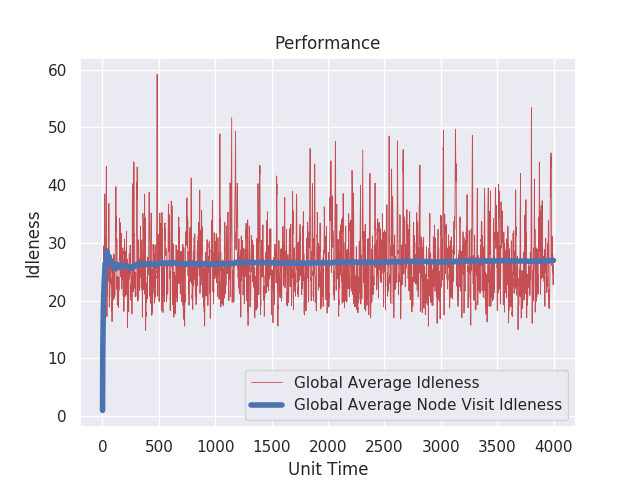 Performance
60
50
40
30
20
10
0
Idleness
Global Average Idleness
Global Average Node Visit Idleness
0 500 1000 1500 2000 2500 3000 3500 4000
Unit Time